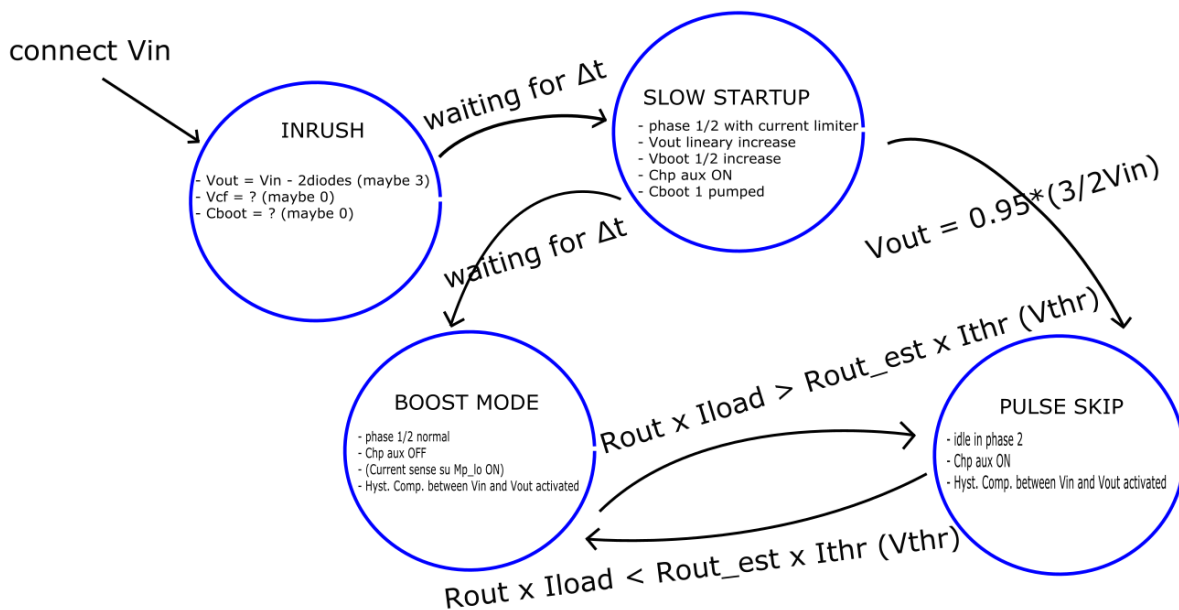 connect Vin
INRUSH
- Vout = Vin - 2diodes (maybe 3)
- Vcf = ? (maybe 0)
- Cboot = ? (maybe 0)
waiting for Δt
SLOW STARTUP
- phase 1/2 with current limiter
- Vout lineary increase
- Vboot 1/2 increase
- Chp aux ON
- Cboot 1 pumped
waiting for Δt
Vout = 0.95*(3/2Vin)
BOOST MODE
- phase 1/2 normal
- Chp aux OFF
- (Current sense su Mp_lo ON)
- Hyst. Comp. between Vin and Vout activated
Rout x Iload > Rout_est x Ithr (Vthr)
PULSE SKIP
- idle in phase 2
- Chp aux ON
- Hyst. Comp. between Vin and Vout activated
Rout x Iload < Rout_est x Ithr (Vthr)